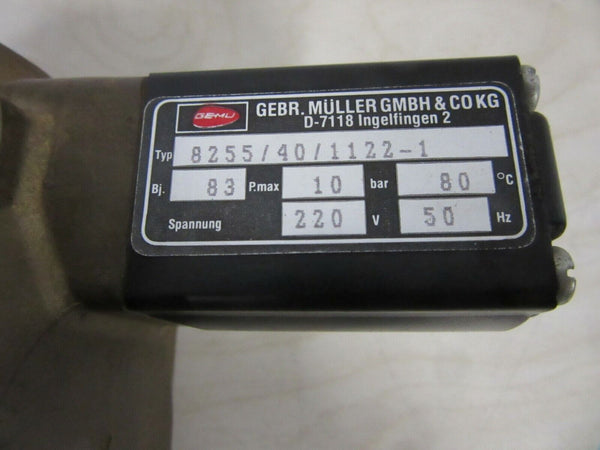 GEMÜ
GEBR. MÜLLER GMBH & CO KG
D-7118 Ingelfingen 2
Typ 8255/40/1122-1
Bj. 83 P.max 10 bar 80 °C
Spannung 220 V 50 Hz